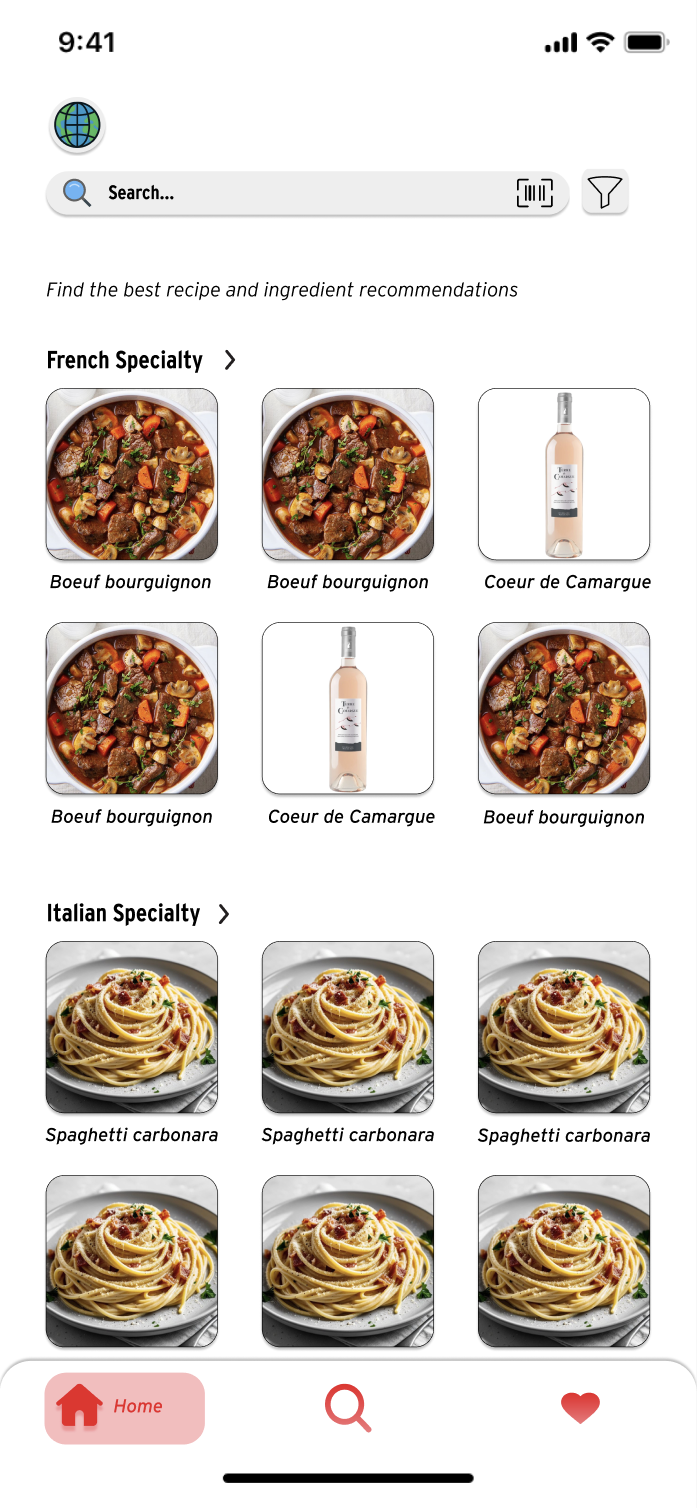 9:41
Search...
Find the best recipe and ingredient recommendations
French Specialty
Boeuf bourguignon
Boeuf bourguignon
Coeur de Camargue
Boeuf bourguignon
Coeur de Camargue
Boeuf bourguignon
Italian Specialty
Spaghetti carbonara
Spaghetti carbonara
Spaghetti carbonara
Home